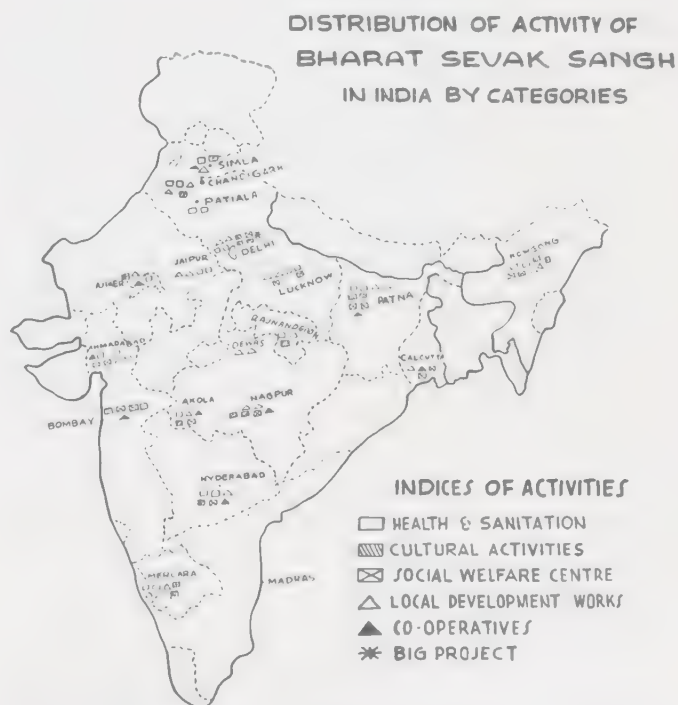 DISTRIBUTION OF ACTIVITY OF
BHARAT SEVAK SANGH
IN INDIA BY CATEGORIES
SIMLA
CHANDIGARH
PATIALA
DELHI
JAIPUR
AJMER
LUCKNOW
PATNA
DEWAS
AHMADABAD
CALCUTTA
BOMBAY
AKOLA
NAGPUR
HYDERABAD
MERCARA
MADRAS
INDICES OF ACTIVITIES
HEALTH & SANITATION
CULTURAL ACTIVITIES
SOCIAL WELFARE CENTRE
LOCAL DEVELOPMENT WORKS
CO-OPERATIVES
BIG PROJECT